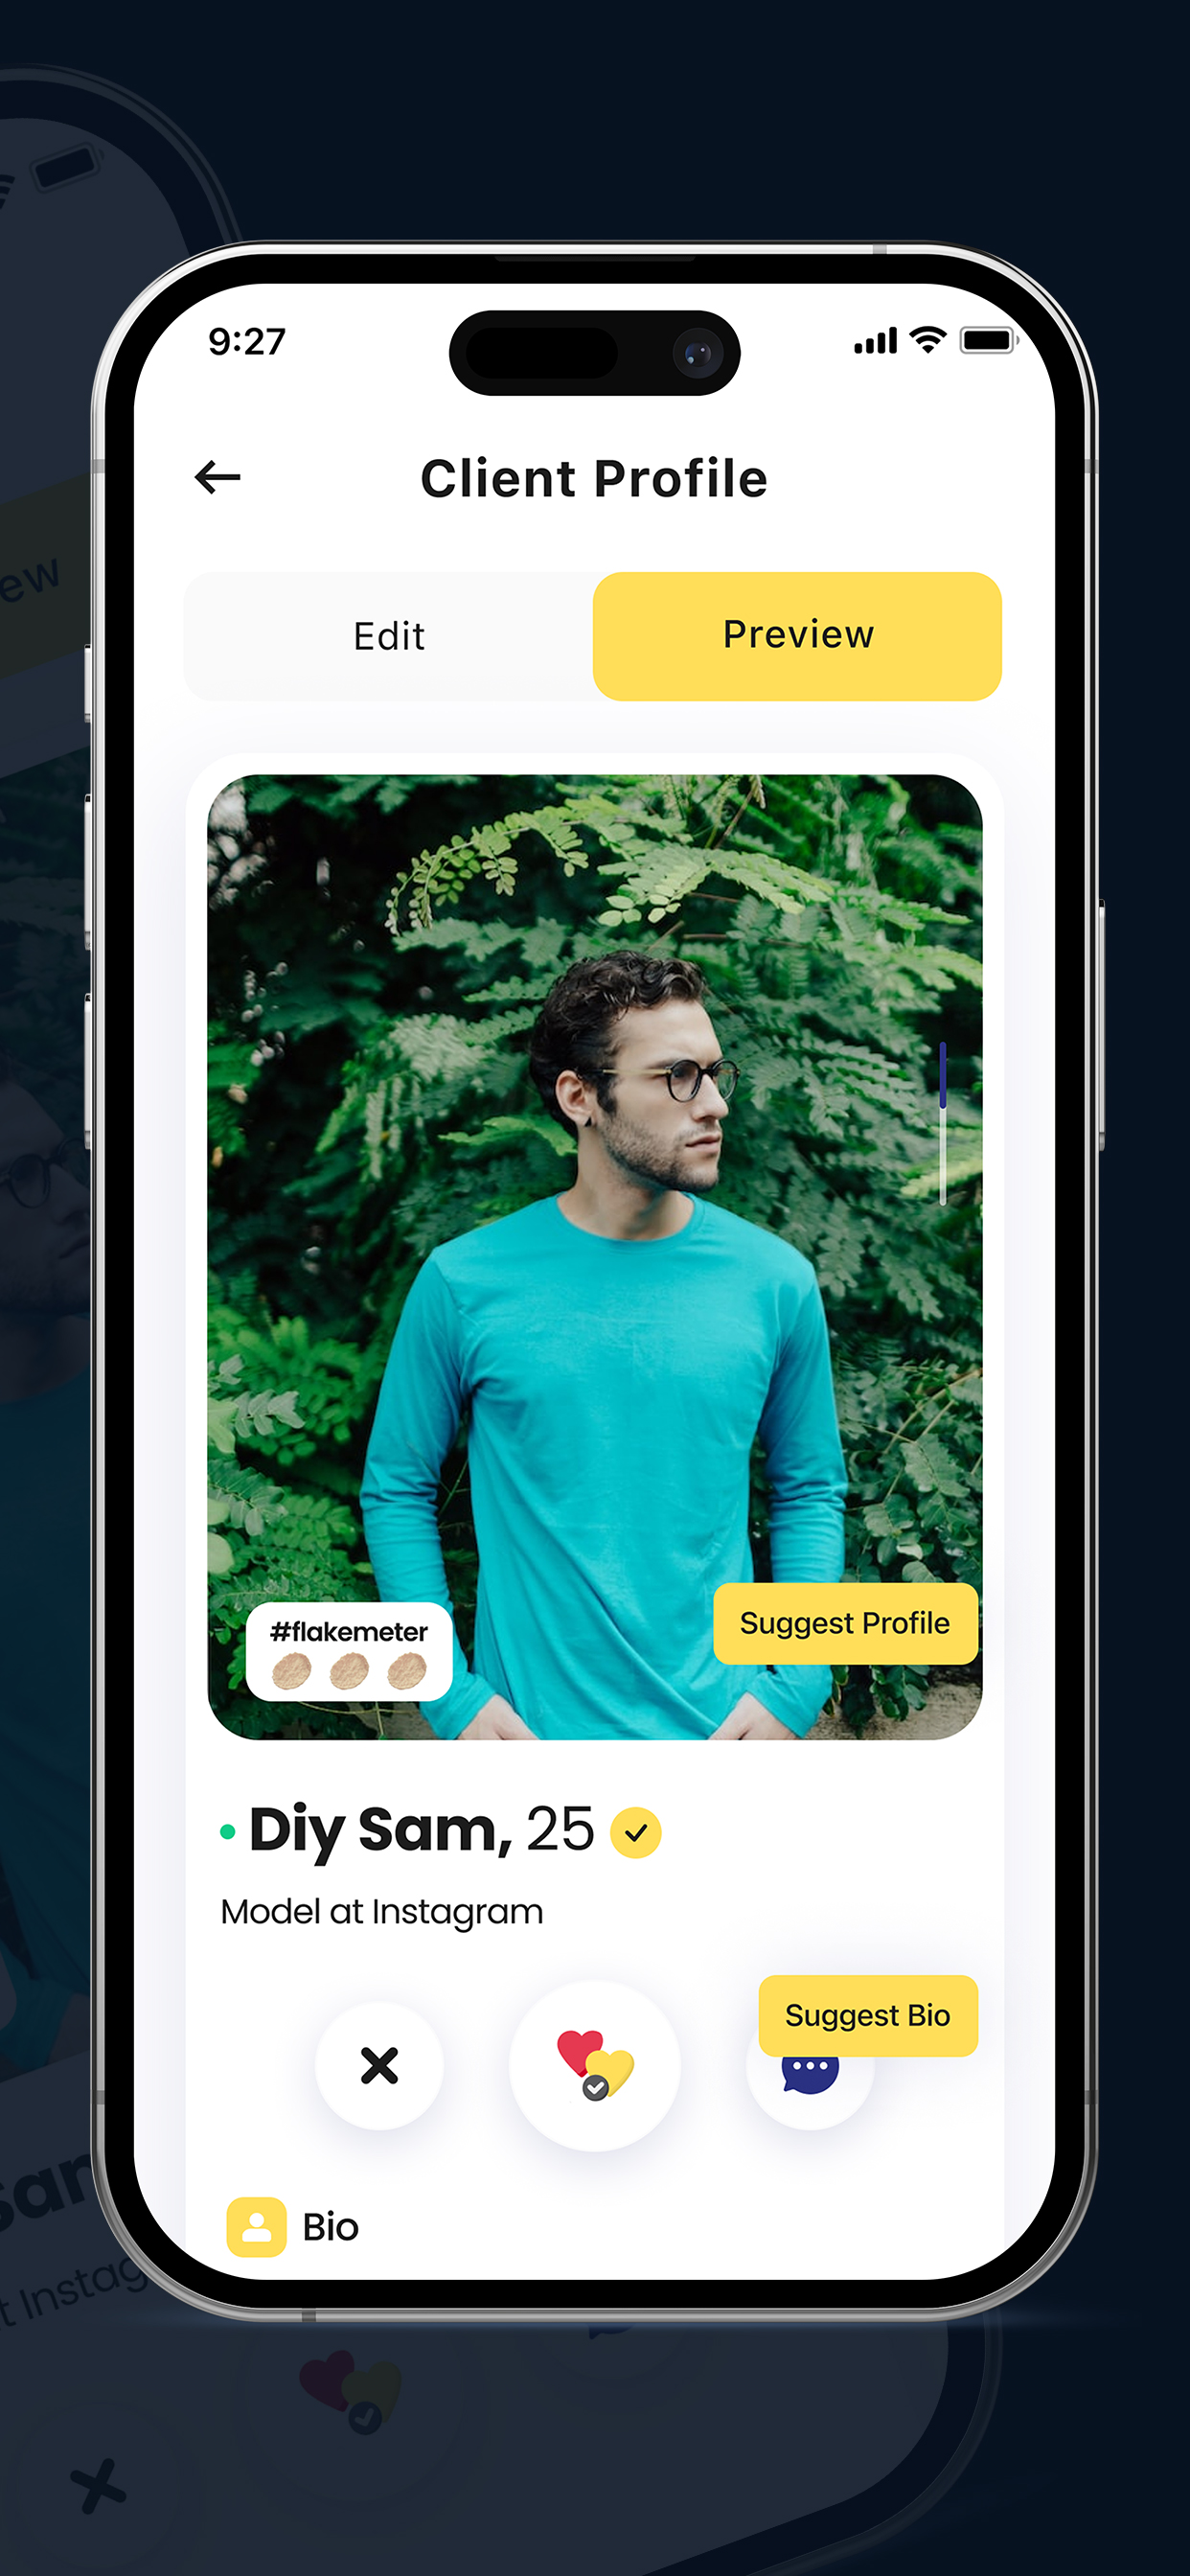 9:27
Client Profile
Edit
Preview
ew
#flakemeter
Suggest Profile
Diy Sam, 25
Model at Instagram
Suggest Bio
Bio
Sam
t Instag